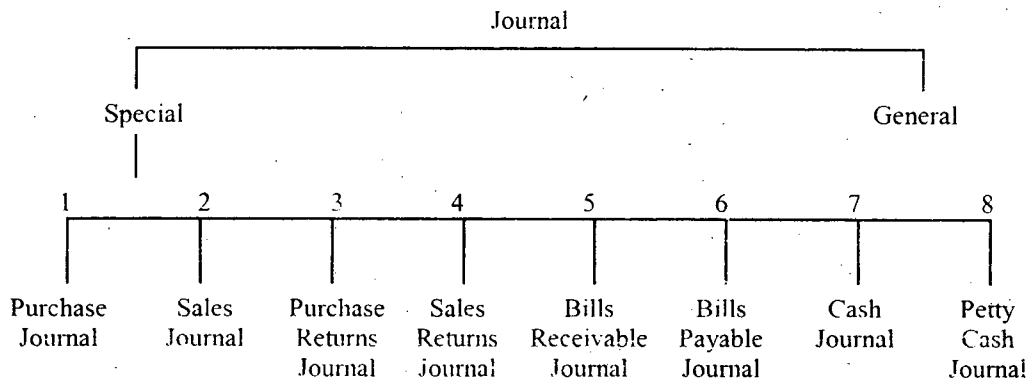 Journal
Special General
1 2 3 4 5 6 7 8
Purchase Sales Purchase Sales Bills Bills Cash Petty
Journal Journal Returns Returns Receivable Payable Journal Cash
Journal Journal Journal Journal Journal